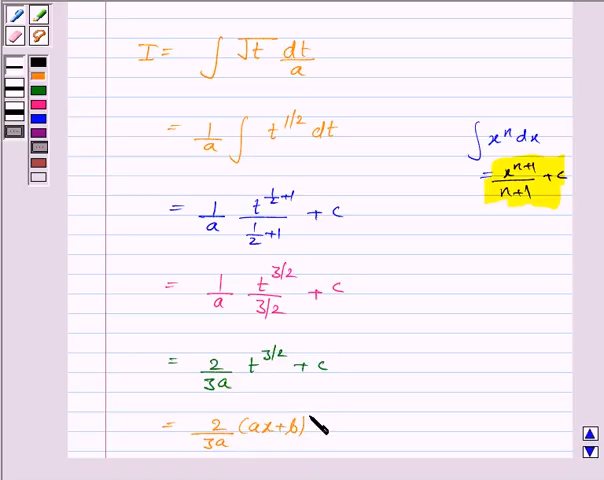 I = ∫ √t dt/a
= 1/a ∫ t^1/2 dt
∫ x^n dx
= x^n+1/n+1 + c
= 1/a t^1/2+1/1/2+1 + c
= 1/a t^3/2/3/2 + c
= 2/3a t^3/2 + c
= 2/3a (ax+b)